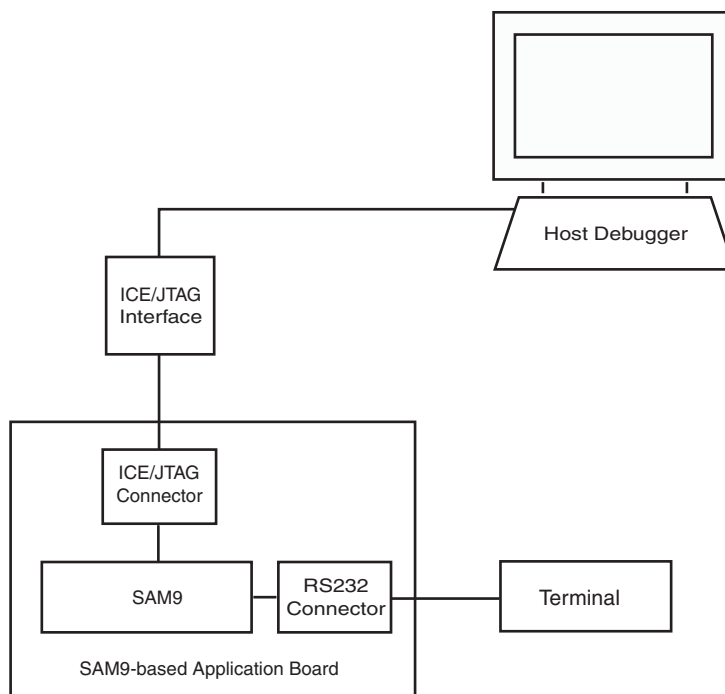 Host Debugger
ICE/JTAG
Interface
ICE/JTAG
Connector
SAM9
RS232
Connector
Terminal
SAM9-based Application Board